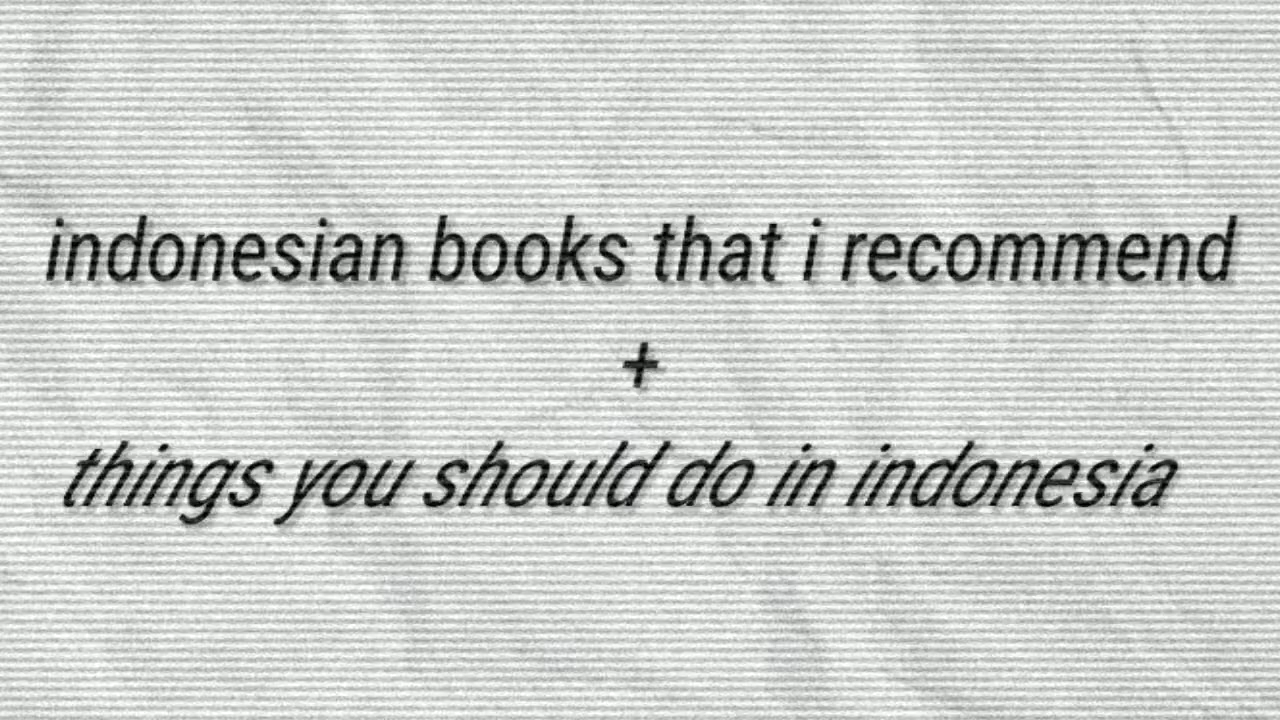 indonesian books that i recommend
+
things you should do in indonesia